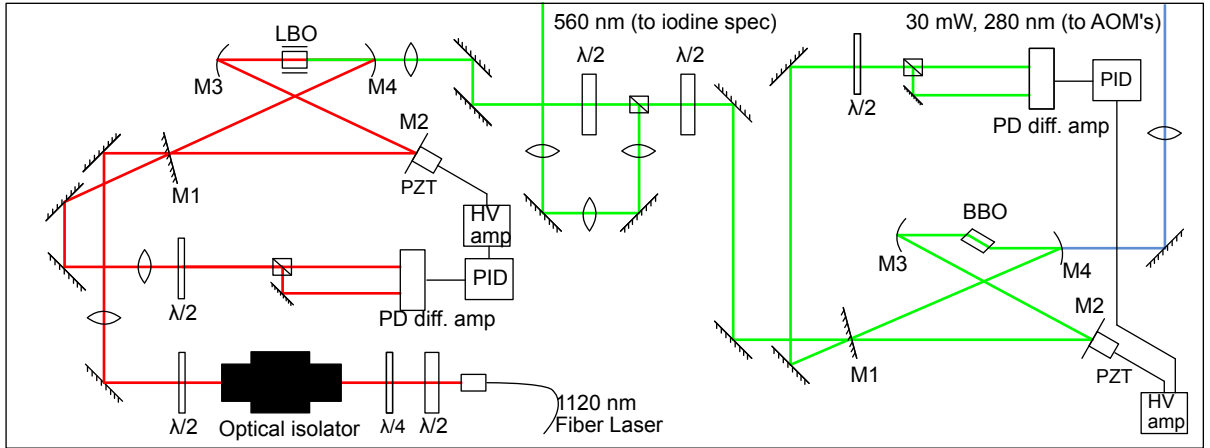 560 nm (to iodine spec)
30 mW, 280 nm (to AOM's)
LBO
λ/2
λ/2
M3
M4
PID
λ/2
PD diff. amp
M2
M1
PZT
HV
amp
BBO
M3
M4
PID
λ/2
PD diff. amp
M2
M1
PZT
1120 nm
Fiber Laser
λ/2
Optical isolator
λ/4
λ/2
HV
amp